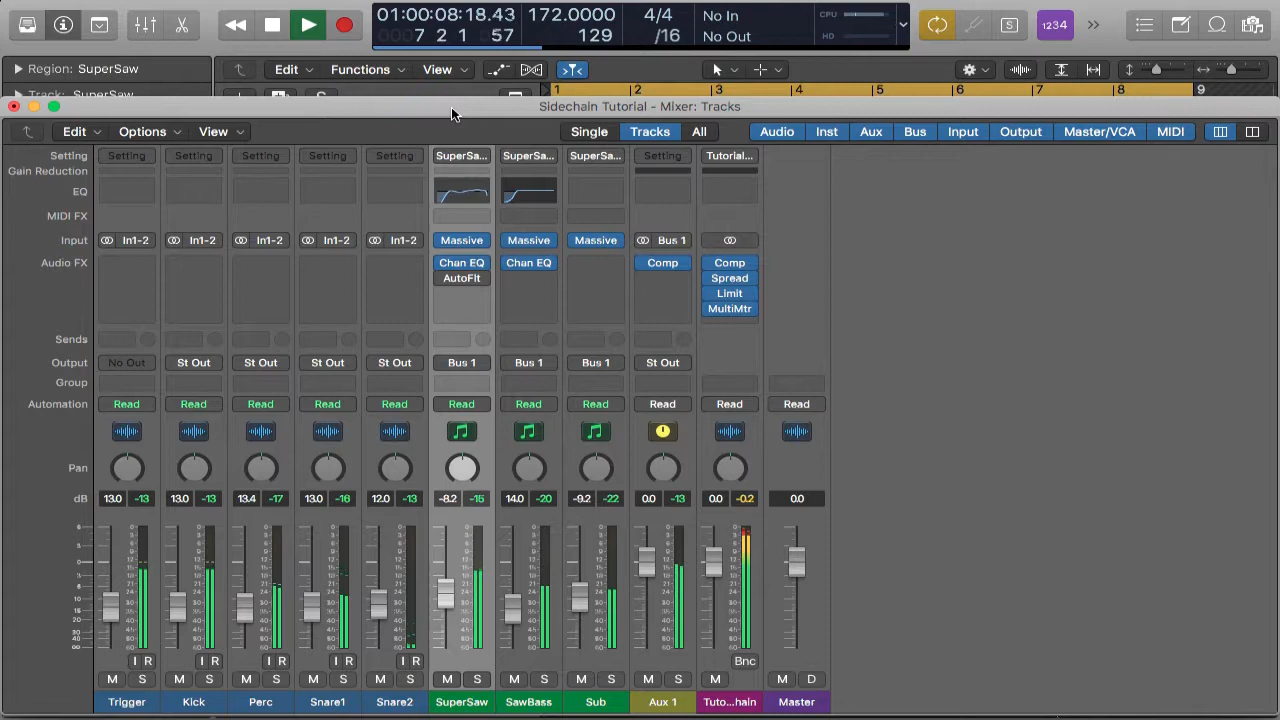 01:00:08:18.43 172.0000 4/4 No In CPU
7 2 1 57 129 /16 No Out HD
1234
Region: SuperSaw Edit Functions View
Track: SuperSaw 1 2 3 4 5 6 7 8 9
Sidechain Tutorial - Mixer: Tracks
Edit Options View Single Tracks All Audio Inst Aux Bus Input Output Master/VCA MIDI
Setting Setting Setting Setting Setting Setting SuperSa... SuperSa... SuperSa... Setting Tutorial...
Gain Reduction
EQ
MIDI FX
Input In1-2 In1-2 In1-2 In1-2 In1-2 Massive Massive Massive Bus 1
Audio FX Chan EQ Chan EQ Comp Comp
AutoFlt Spread
Limit
MultiMtr
Sends
Output No Out St Out St Out St Out St Out Bus 1 Bus 1 Bus 1 St Out
Group
Automation Read Read Read Read Read Read Read Read Read Read Read
Pan
dB 13.0 -13 13.0 -13 13.4 -17 13.0 -16 12.0 -13 -8.2 -15 14.0 -20 -9.2 -22 0.0 -13 0.0 -0.2 0.0
I R I R I R I R I R Bnc
M S M S M S M S M S M S M S M S M S M M D
Trigger Kick Perc Snare1 Snare2 SuperSaw SawBass Sub Aux 1 Tuto...hain Master